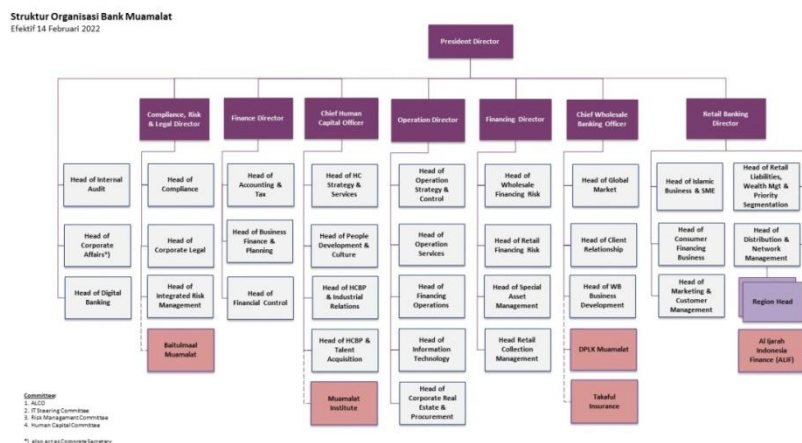 Struktur Organisasi Bank Muamalat
Efektif 14 Februari 2022
President Director
Compliance, Risk
& Legal Director
Finance Director
Chief Human
Capital Officer
Operation Director
Financing Director
Chief Wholesale
Banking Officer
Retail Banking
Director
Head of Internal
Audit
Head of
Corporate
Affairs*)
Head of Digital
Banking
Head of
Compliance
Head of
Corporate Legal
Head of
Integrated Risk
Management
Baitulmaal
Muamalat
Head of
Accounting &
Tax
Head of Business
Finance &
Planning
Head of
Financial Control
Head of HC
Strategy &
Services
Head of People
Development &
Culture
Head of HCBP
& Industrial
Relations
Head of HCBP &
Talent
Acquisition
Muamalat
Institute
Head of
Operation
Strategy &
Control
Head of
Operation
Services
Head of
Financing
Operations
Head of
Information
Technology
Head of
Corporate Real
Estate &
Procurement
Head of
Wholesale
Financing Risk
Head of Retail
Financing Risk
Head of Special
Asset
Management
Head Retail
Collection
Management
Head of Global
Market
Head of Client
Relationship
Head of WB
Business
Development
DPLK Muamalat
Takaful
Insurance
Head of Islamic
Business & SME
Head of
Consumer
Financing
Business
Head of
Marketing &
Customer
Management
Head of Retail
Liabilities,
Wealth Mgt &
Priority
Segmentation
Head of
Distribution &
Network
Management
Region Head
Al Ijarah
Indonesia
Finance (ALIF)
Committee:
1. ALCO
2. IT Steering Committee
3. Risk Management Committee
4. Human Capital Committee
*) also act as Corporate Secretary